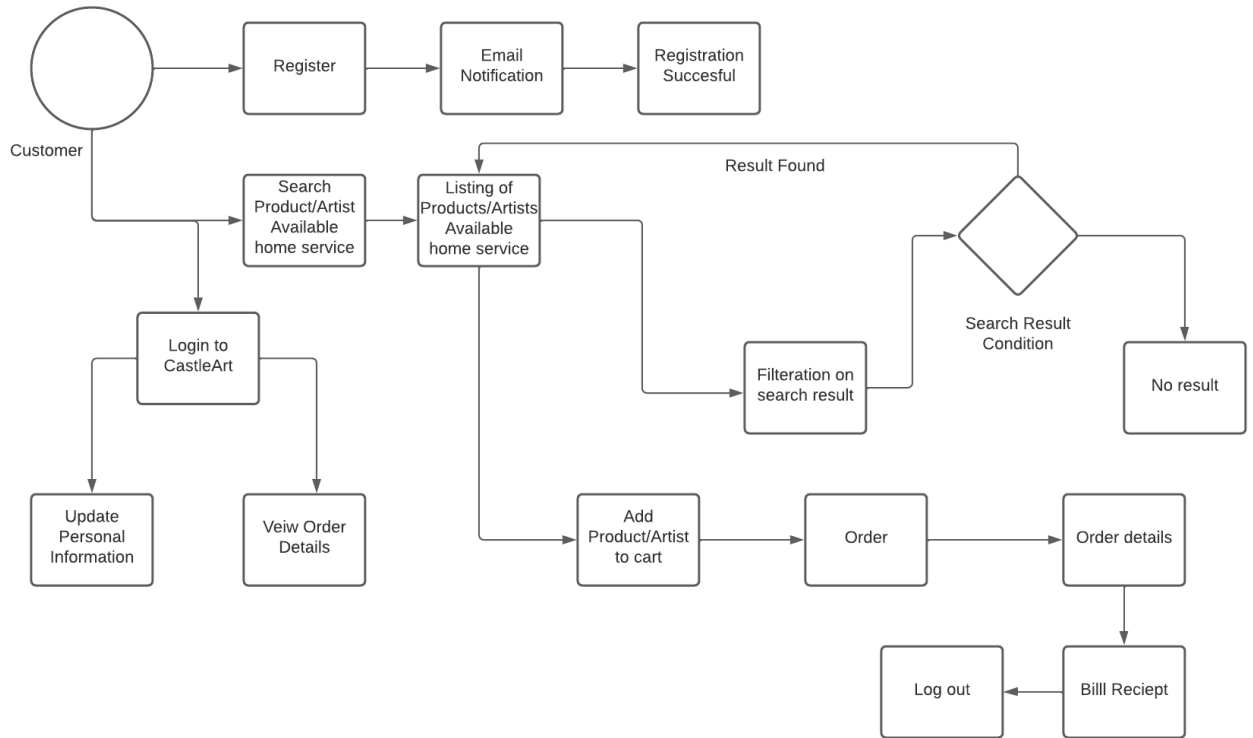 Register
Email
Notification
Registration
Succesful
Customer
Result Found
Search
Product/Artist
Available
home service
Listing of
Products/Artists
Available
home service
Search Result
Condition
Login to
CastleArt
Filteration on
search result
No result
Update
Personal
Information
Veiw Order
Details
Add
Product/Artist
to cart
Order
Order details
Log out
Billl Reciept